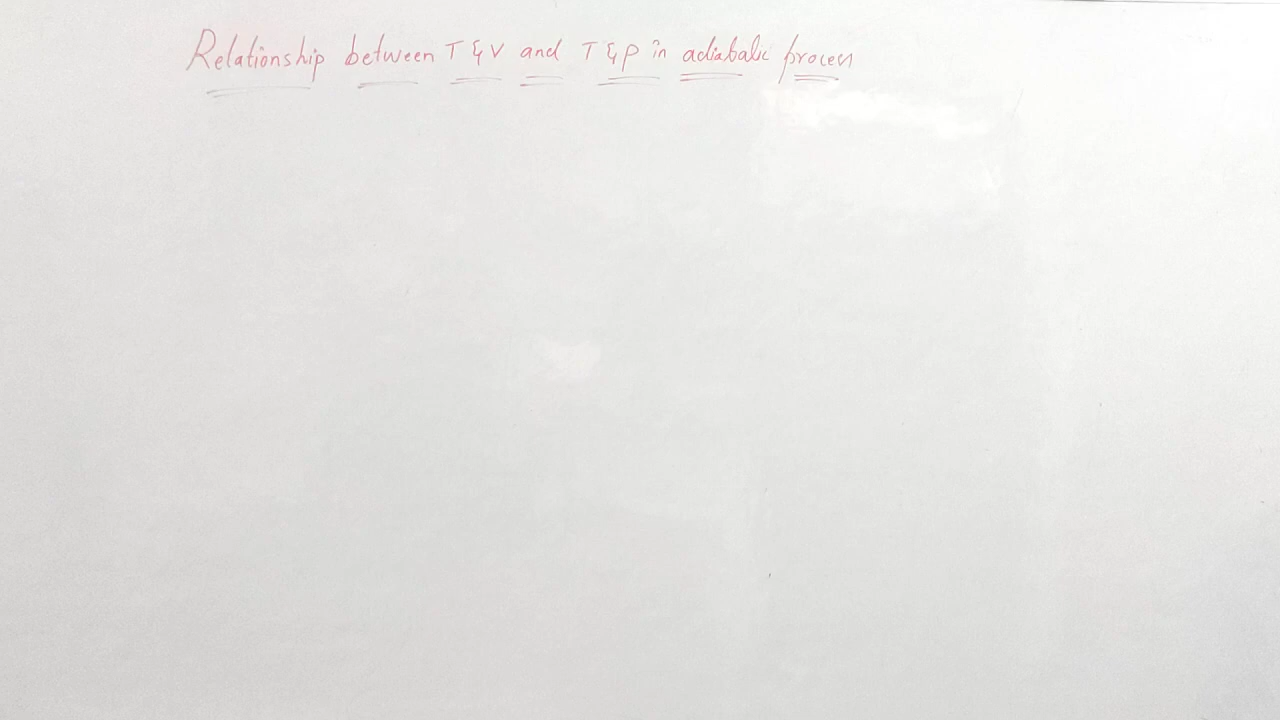 Relationship between T & V and T & P in adiabatic process